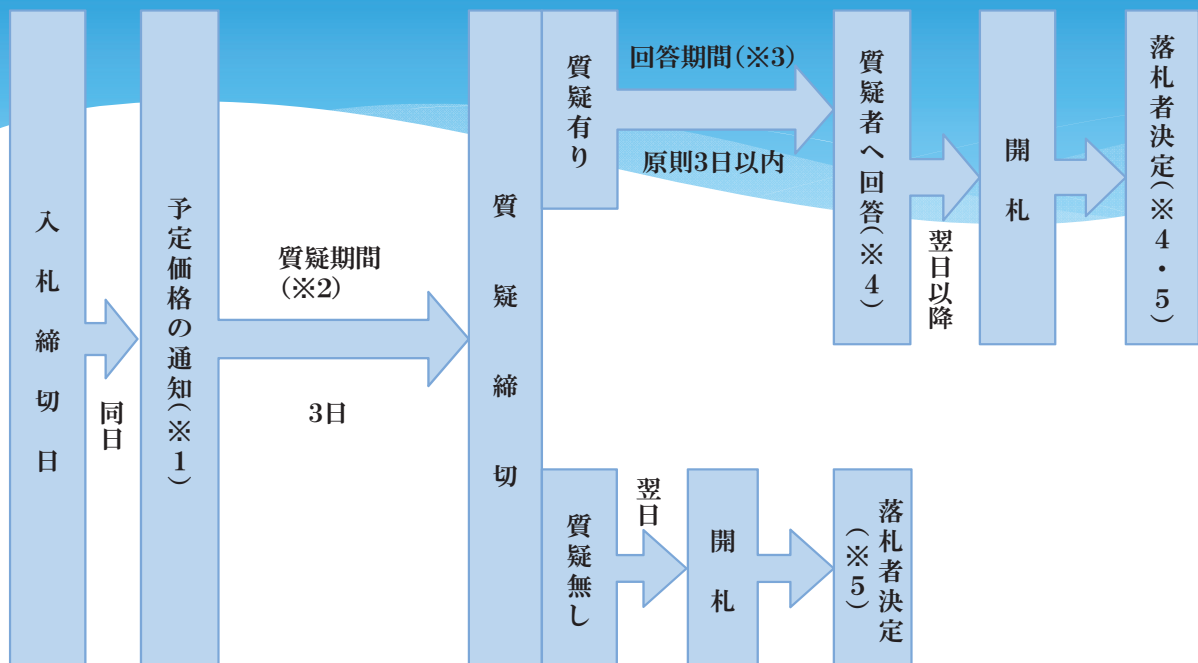 入札締切日
同日
予定価格の通知(※1)
質疑期間
(※2)
3日
質疑締切
質疑有り
回答期間(※3)
原則3日以内
質疑者へ回答(※4)
翌日以降
開札
落札者決定(※4・5)
質疑無し
翌日
開札
落札者決定
(※5)